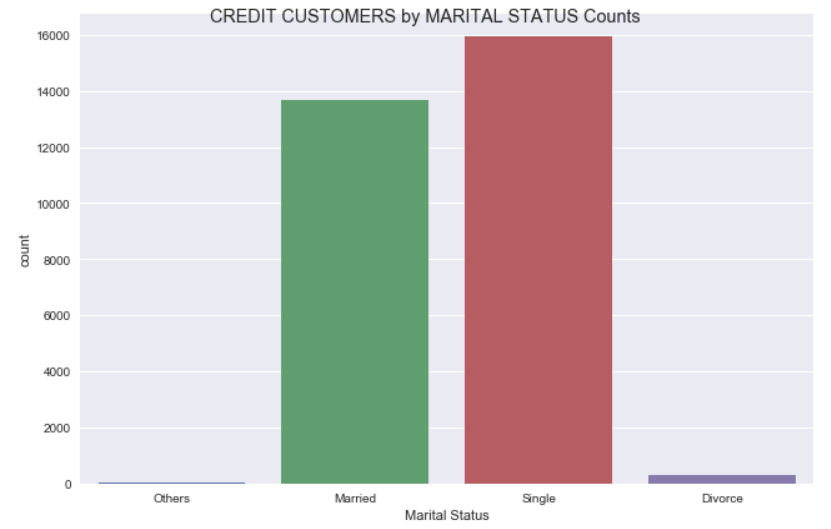 CREDIT CUSTOMERS by MARITAL STATUS Counts
16000
14000
12000
10000
8000
6000
4000
2000
0
count
Others Married Single Divorce
Marital Status